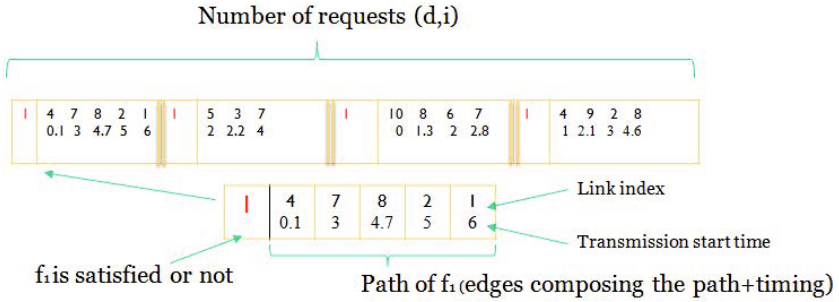 Number of requests (d,i)
1 4 7 8 2 1 1 5 3 7 1 10 8 6 7 1 4 9 2 8
0.1 3 4.7 5 6 2 2.2 4 0 1.3 2 2.8 1 2.1 3 4.6
1 4 7 8 2 1 Link index
0.1 3 4.7 5 6 Transmission start time
f1 is satisfied or not Path of f1 (edges composing the path+timing)